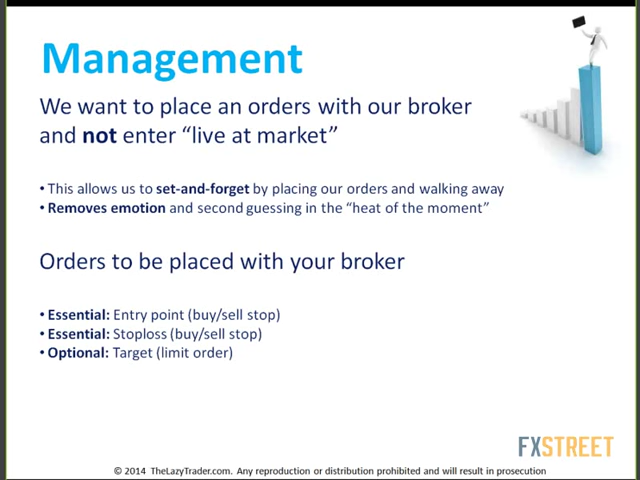 Management
We want to place an orders with our broker
and not enter “live at market”
• This allows us to set-and-forget by placing our orders and walking away
• Removes emotion and second guessing in the “heat of the moment”
Orders to be placed with your broker
• Essential: Entry point (buy/sell stop)
• Essential: Stoploss (buy/sell stop)
• Optional: Target (limit order)
FXSTREET
© 2014 TheLazyTrader.com. Any reproduction or distribution prohibited and will result in prosecution